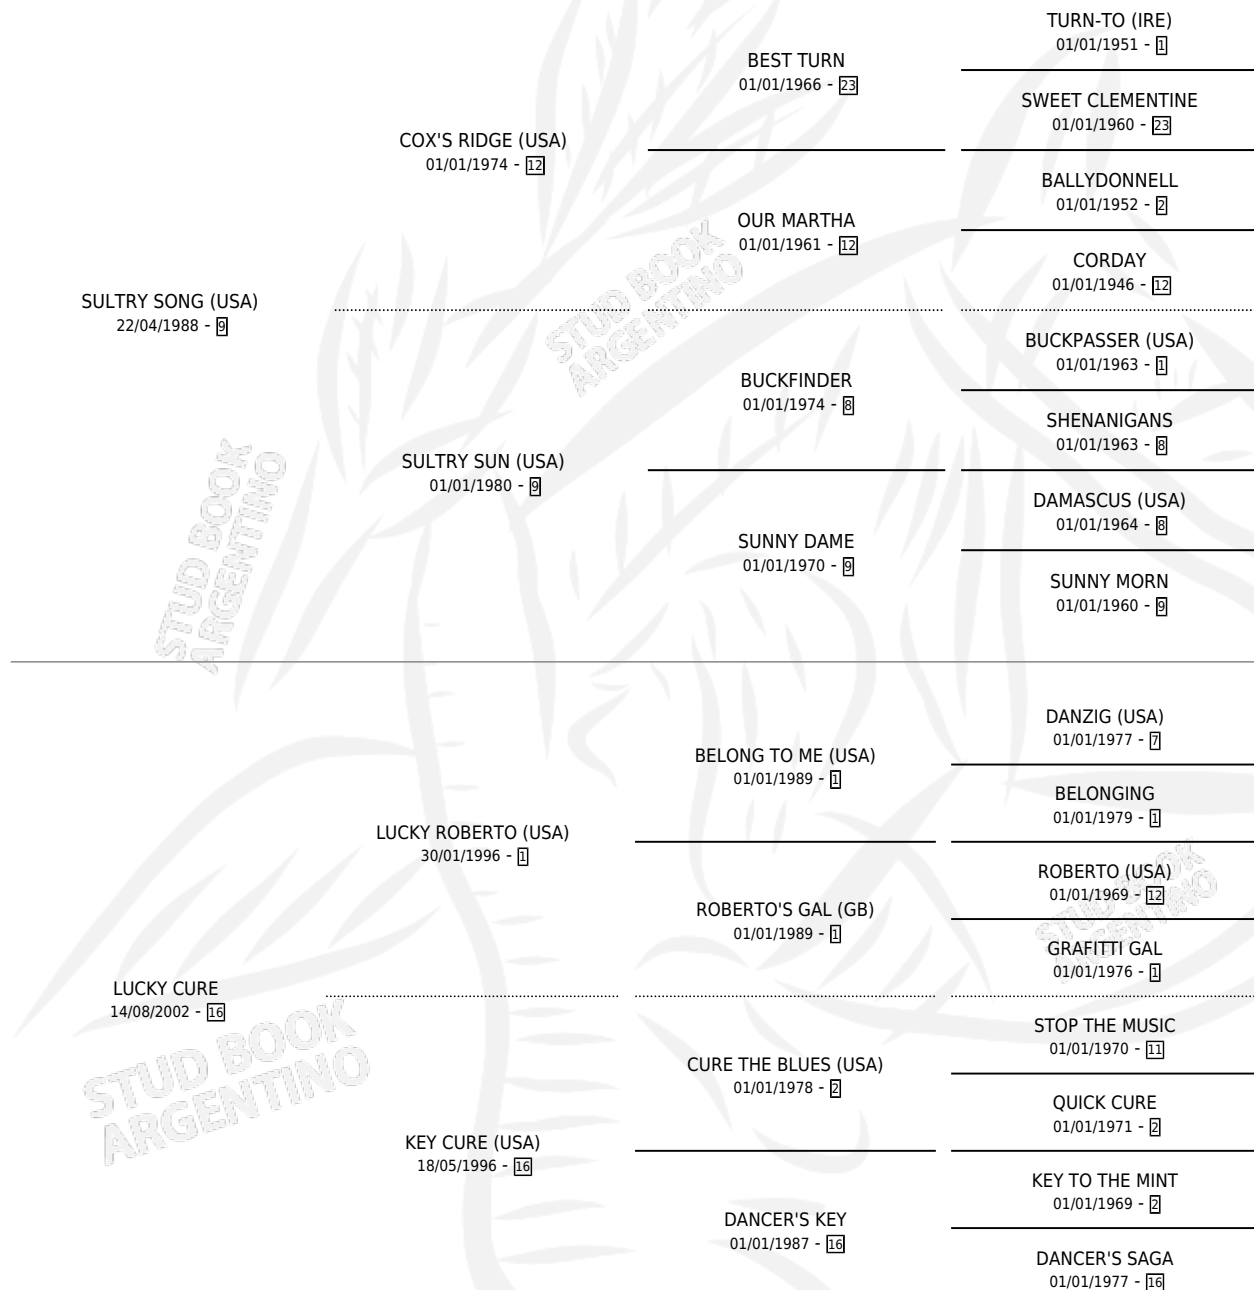 TURN-TO (IRE)
01/01/1951 - 1
BEST TURN
01/01/1966 - 23
SWEET CLEMENTINE
01/01/1960 - 23
COX'S RIDGE (USA)
01/01/1974 - 12
BALLYDONNELL
01/01/1952 - 2
OUR MARTHA
01/01/1961 - 12
CORDAY
01/01/1946 - 12
SULTRY SONG (USA)
22/04/1988 - 9
STUD BOOK
ARGENTINO
BUCKPASSER (USA)
01/01/1963 - 1
BUCKFINDER
01/01/1974 - 8
SHENANIGANS
01/01/1963 - 8
SULTRY SUN (USA)
01/01/1980 - 9
DAMASCUS (USA)
01/01/1964 - 8
SUNNY DAME
01/01/1970 - 9
SUNNY MORN
01/01/1960 - 9
STUD BOOK
ARGENTINO
DANZIG (USA)
01/01/1977 - 7
BELONG TO ME (USA)
01/01/1989 - 1
BELONGING
01/01/1979 - 1
LUCKY ROBERTO (USA)
30/01/1996 - 1
ROBERTO (USA)
01/01/1969 - 12
ROBERTO'S GAL (GB)
01/01/1989 - 1
STUD BOOK
ARGENTINO
GRAFITTI GAL
01/01/1976 - 1
LUCKY CURE
14/08/2002 - 16
STOP THE MUSIC
01/01/1970 - 11
CURE THE BLUES (USA)
01/01/1978 - 2
QUICK CURE
01/01/1971 - 2
STUD BOOK
ARGENTINO
KEY CURE (USA)
18/05/1996 - 16
KEY TO THE MINT
01/01/1969 - 2
DANCER'S KEY
01/01/1987 - 16
DANCER'S SAGA
01/01/1977 - 16